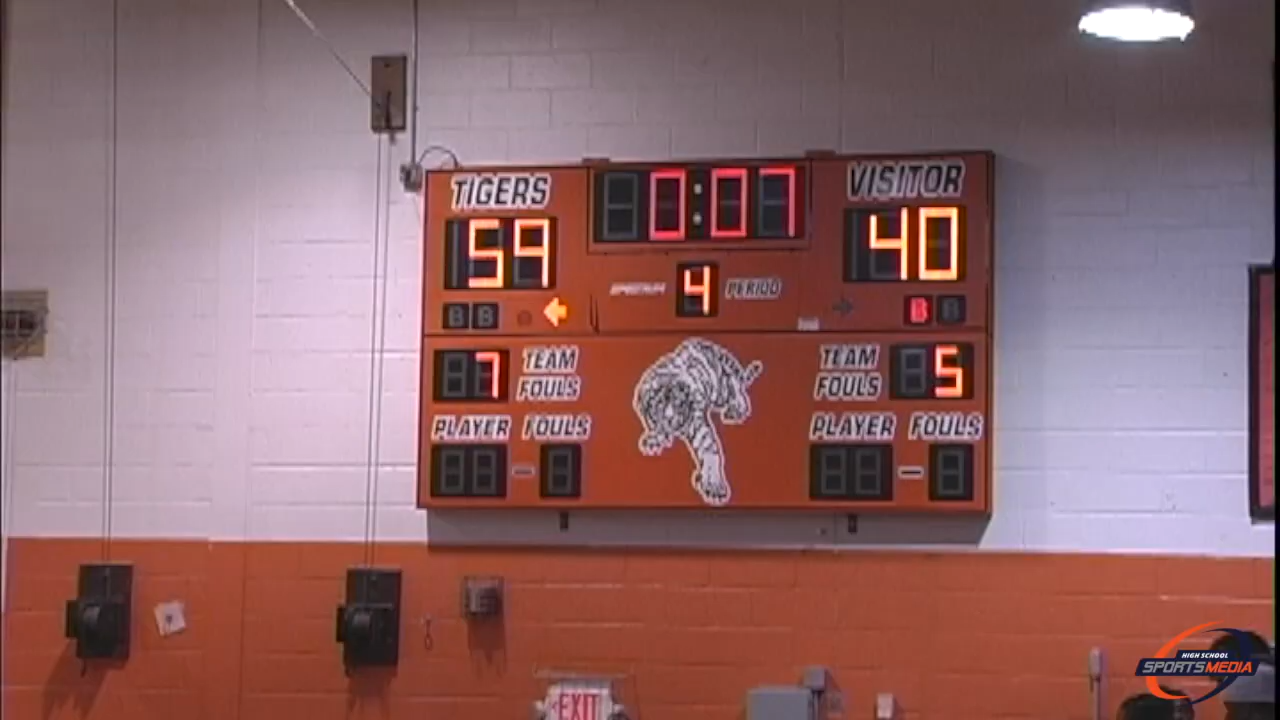 TIGERS
0:07
VISITOR
59
40
SPECTRUM 4 PERIOD
B
7 TEAM FOULS
TEAM FOULS 5
PLAYER FOULS
PLAYER FOULS
EXIT
HIGH SCHOOL
SPORTSMEDIA